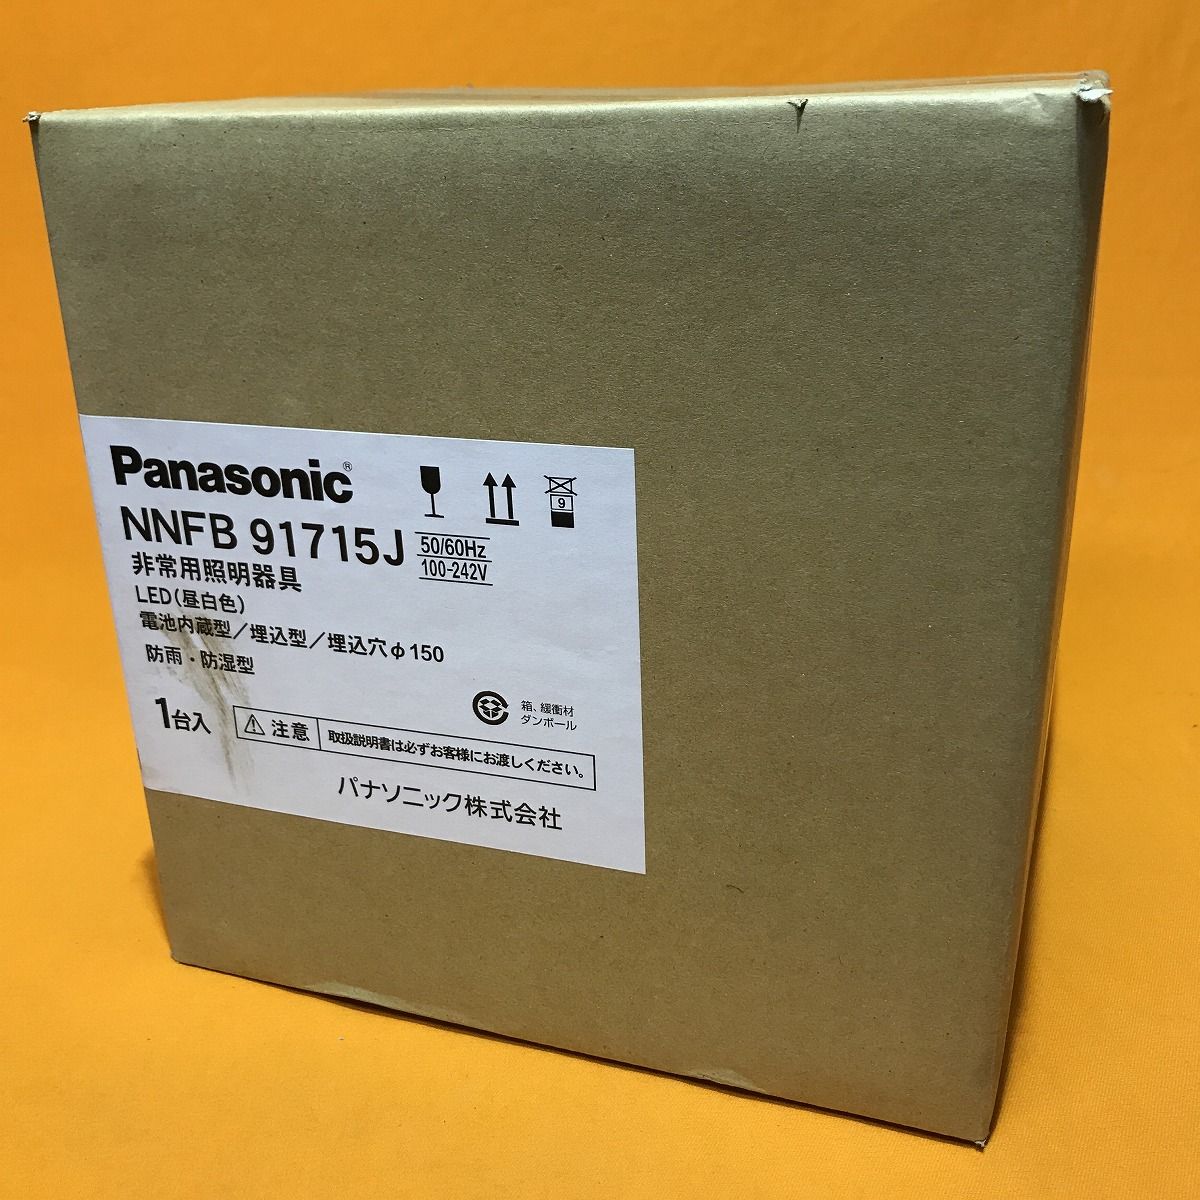 Panasonic®
NNFB 91715J
50/60Hz
100-242V
9
非常用照明器具
LED(昼白色)
電池内蔵型/埋込型/埋込穴φ150
防雨・防湿型
1台入
箱、緩衝材
ダンボール
注意
取扱説明書は必ずお客様にお渡しください。
パナソニック株式会社